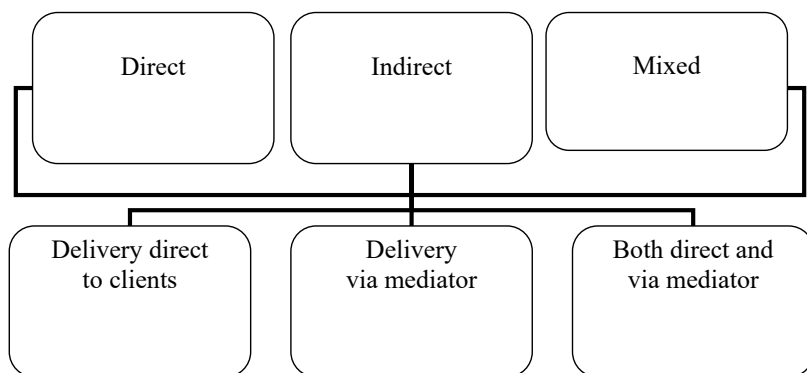 Direct
Indirect
Mixed
Delivery direct
to clients
Delivery
via mediator
Both direct and
via mediator